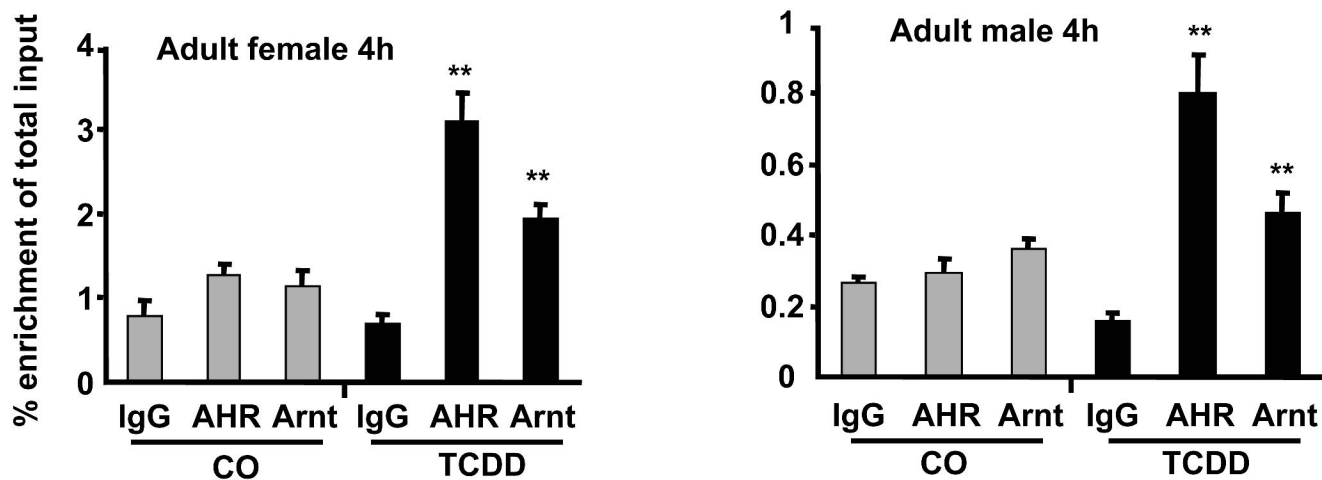 % enrichment of total input
Adult female 4h
4
3
2
1
0
**
**
IgG AHR Arnt IgG AHR Arnt
CO TCDD
Adult male 4h
1
0.8
0.6
0.4
0.2
0
**
**
IgG AHR Arnt IgG AHR Arnt
CO TCDD